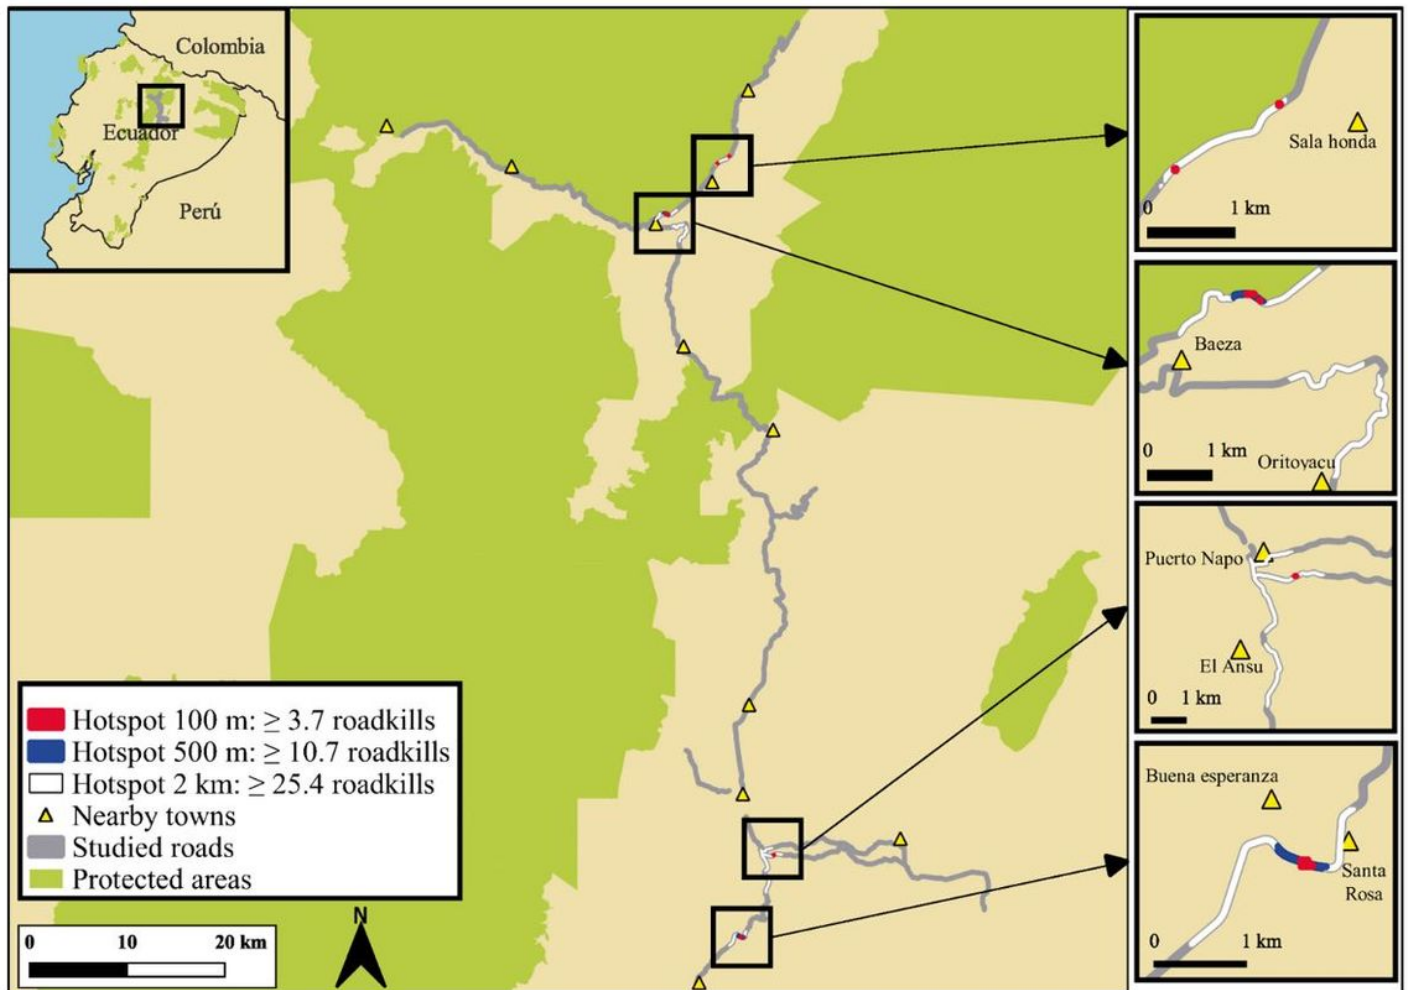 Colombia
Ecuador
Perú
Sala honda
0 1 km
Baeza
0 1 km
Oritoyacu
Puerto Napo
El Ansu
0 1 km
Buena esperanza
Santa
Rosa
0 1 km
Hotspot 100 m: ≥ 3.7 roadkills
Hotspot 500 m: ≥ 10.7 roadkills
Hotspot 2 km: ≥ 25.4 roadkills
Nearby towns
Studied roads
Protected areas
0 10 20 km
N